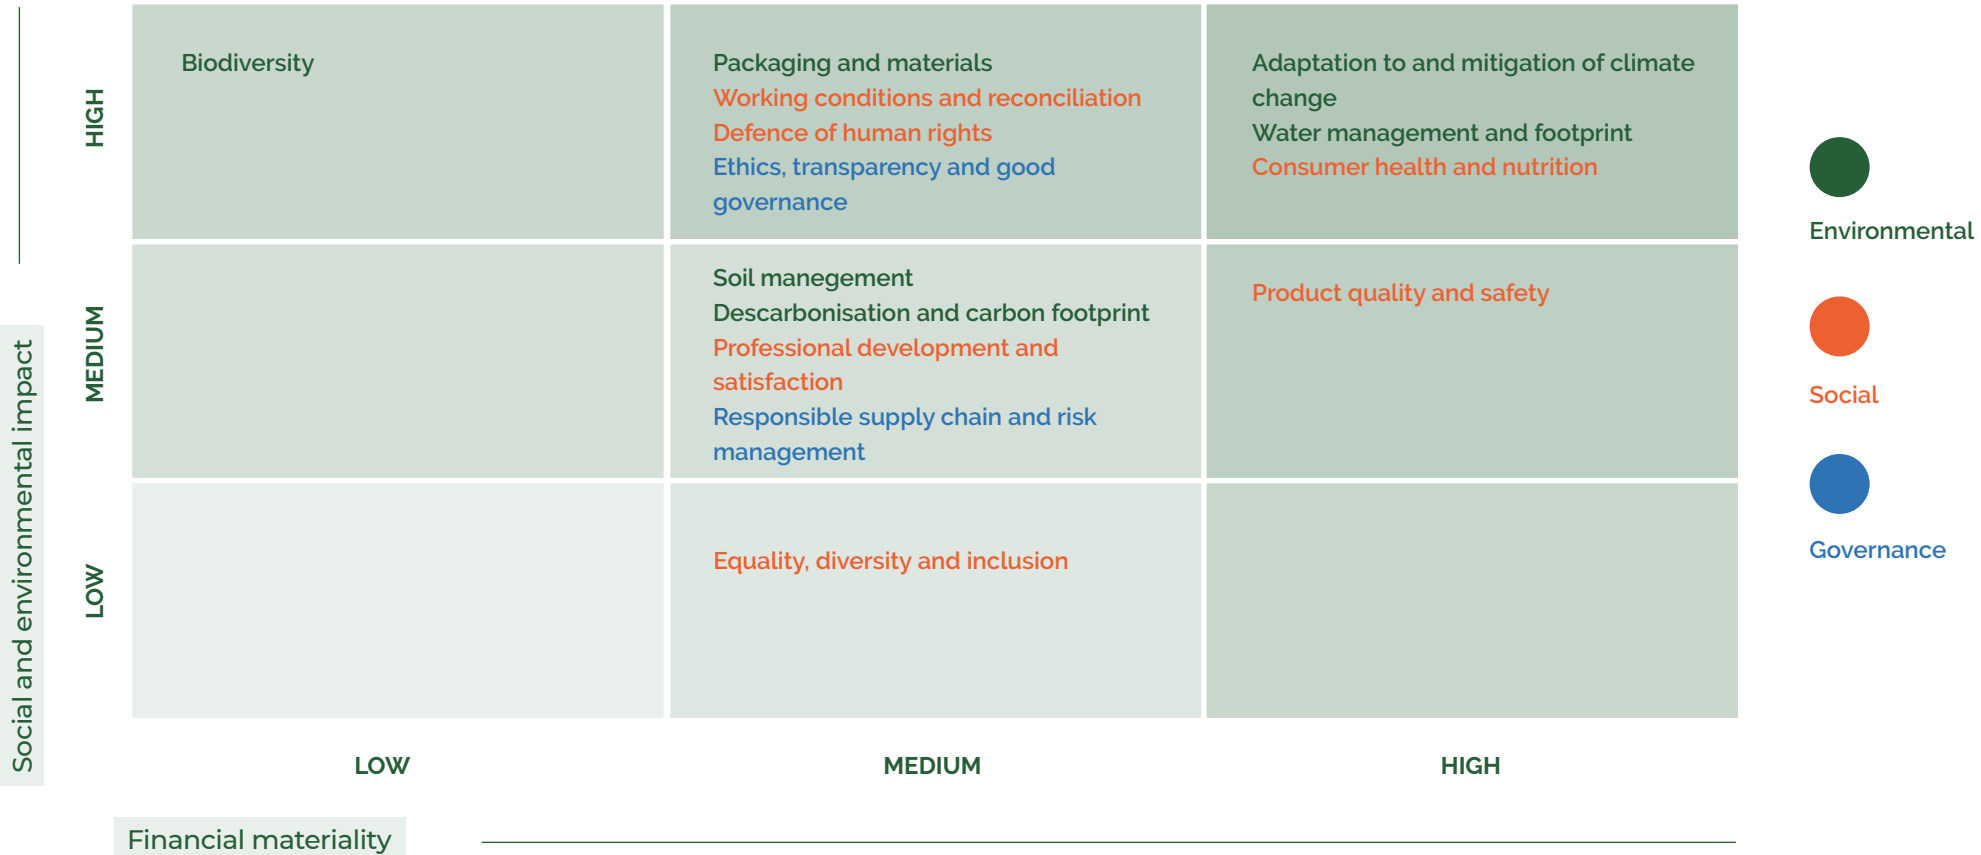 Social and environmental impact
HIGH
Biodiversity
Packaging and materials
Working conditions and reconciliation
Defence of human rights
Ethics, transparency and good
governance
Adaptation to and mitigation of climate
change
Water management and footprint
Consumer health and nutrition
MEDIUM
Soil manegement
Descarbonisation and carbon footprint
Professional development and
satisfaction
Responsible supply chain and risk
management
Product quality and safety
LOW
Equality, diversity and inclusion
LOW
MEDIUM
HIGH
Financial materiality
Environmental
Social
Governance